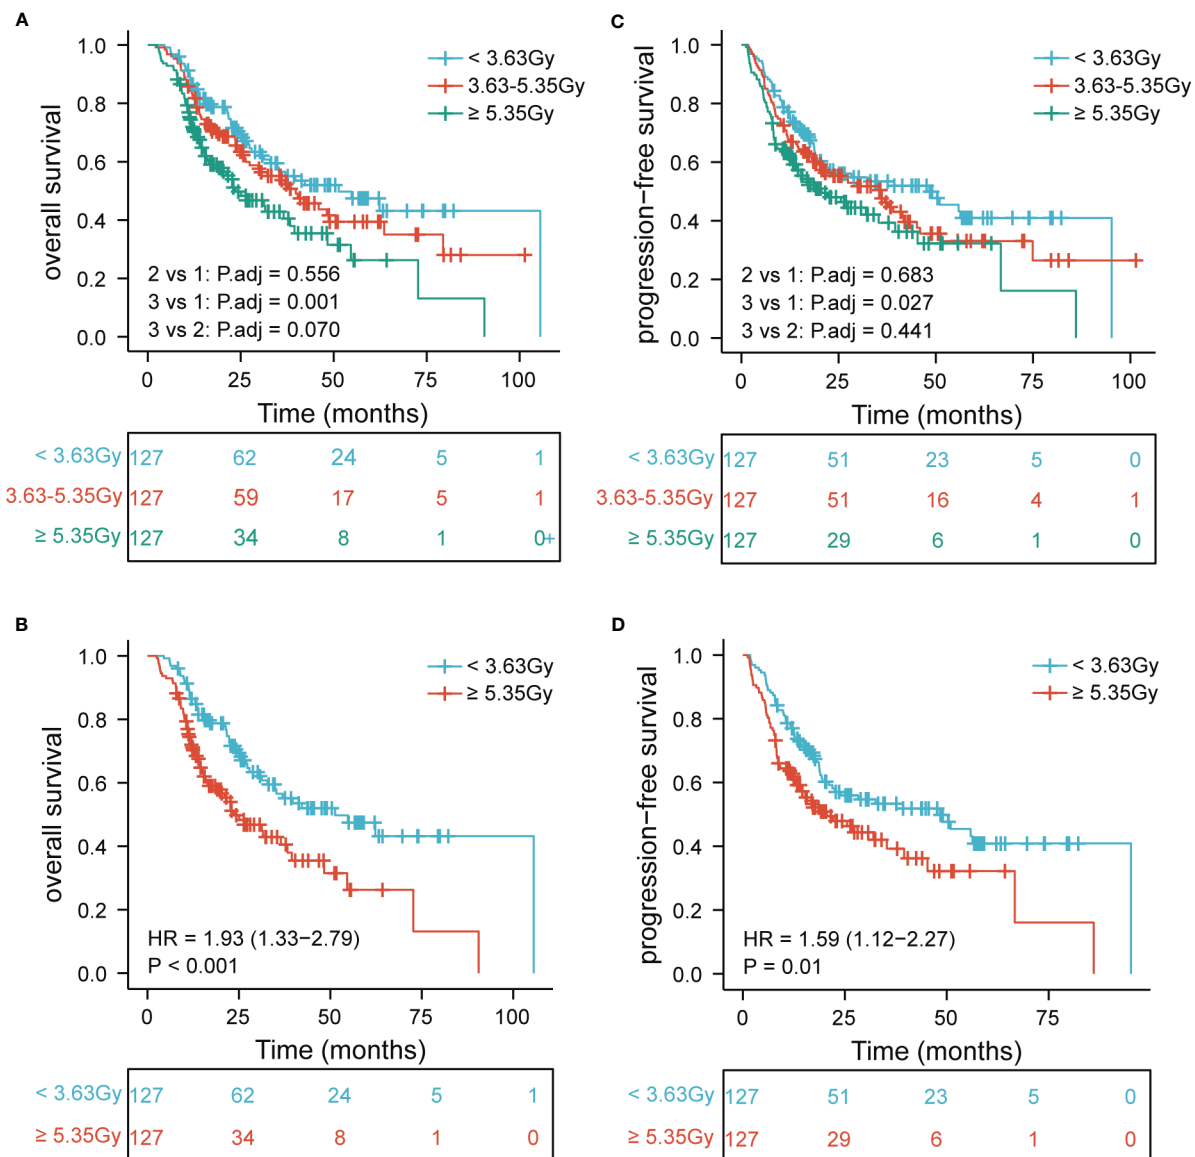 A
overall survival
1.0
0.8
0.6
0.4
0.2
0.0
< 3.63Gy
3.63-5.35Gy
≥ 5.35Gy
2 vs 1: P.adj = 0.556
3 vs 1: P.adj = 0.001
3 vs 2: P.adj = 0.070
0 25 50 75 100
Time (months)
< 3.63Gy 127 62 24 5 1
3.63-5.35Gy 127 59 17 5 1
≥ 5.35Gy 127 34 8 1 0+
C
progression−free survival
1.0
0.8
0.6
0.4
0.2
0.0
< 3.63Gy
3.63-5.35Gy
≥ 5.35Gy
2 vs 1: P.adj = 0.683
3 vs 1: P.adj = 0.027
3 vs 2: P.adj = 0.441
0 25 50 75 100
Time (months)
< 3.63Gy 127 51 23 5 0
3.63-5.35Gy 127 51 16 4 1
≥ 5.35Gy 127 29 6 1 0
B
overall survival
1.0
0.8
0.6
0.4
0.2
0.0
< 3.63Gy
≥ 5.35Gy
HR = 1.93 (1.33−2.79)
P < 0.001
0 25 50 75 100
Time (months)
< 3.63Gy 127 62 24 5 1
≥ 5.35Gy 127 34 8 1 0
D
progression−free survival
1.0
0.8
0.6
0.4
0.2
0.0
< 3.63Gy
≥ 5.35Gy
HR = 1.59 (1.12−2.27)
P = 0.01
0 25 50 75
Time (months)
< 3.63Gy 127 51 23 5 0
≥ 5.35Gy 127 29 6 1 0